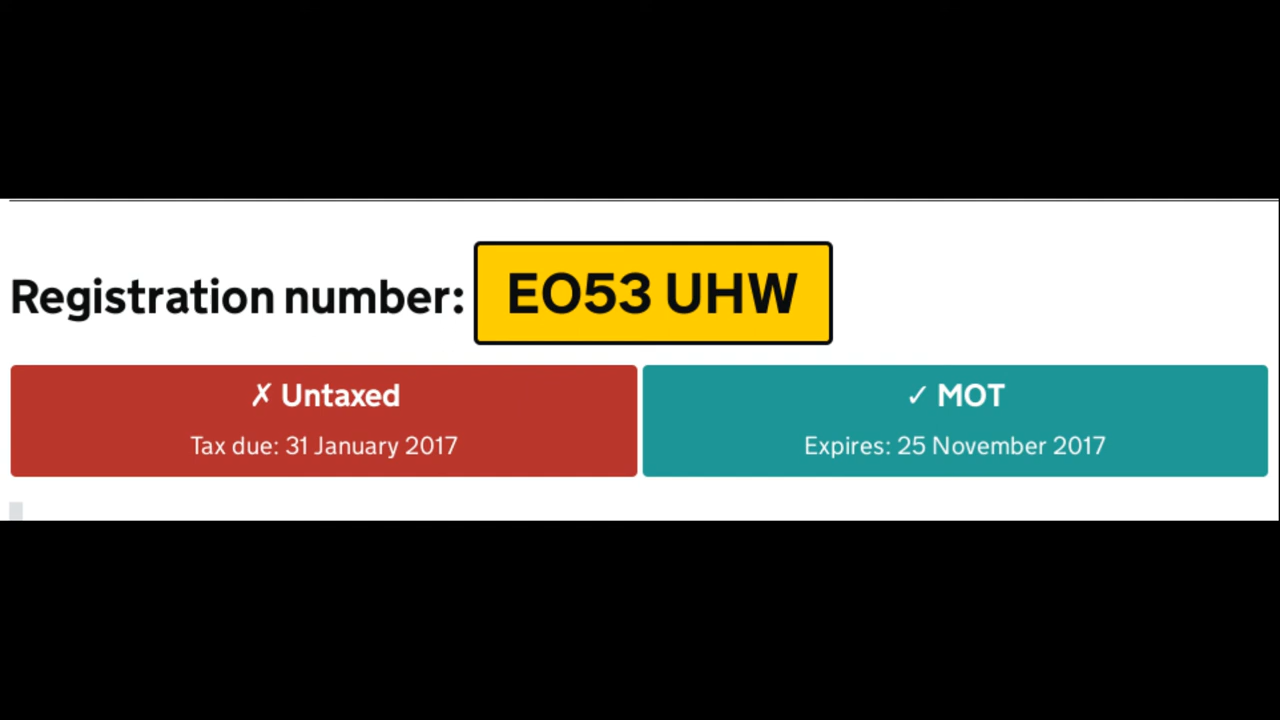 Registration number: EO53 UHW
✗ Untaxed
Tax due: 31 January 2017
✓ MOT
Expires: 25 November 2017